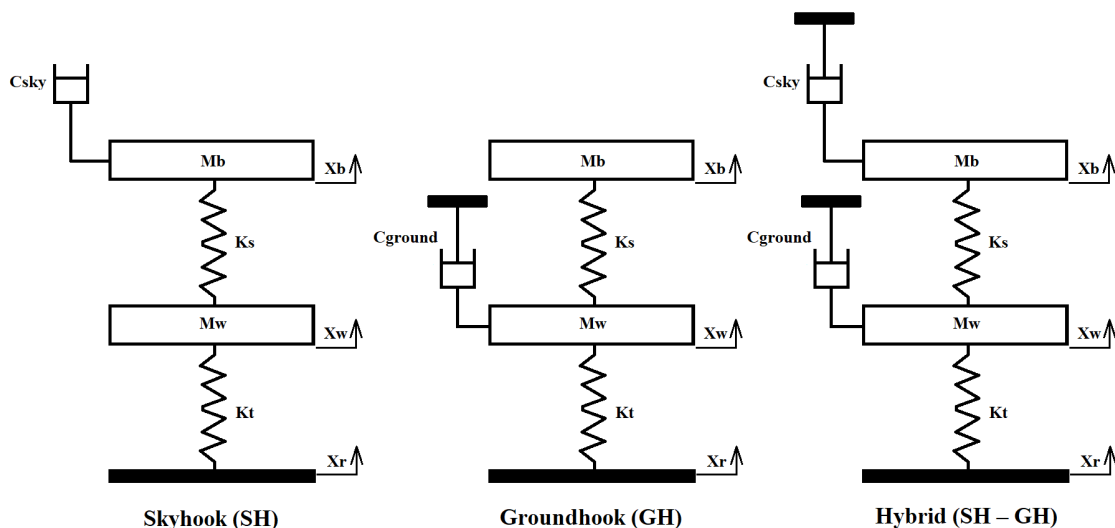 Csky
Mb
Xb
Ks
Mw
Xw
Kt
Xr
Skyhook (SH)
Mb
Xb
Cground
Ks
Mw
Xw
Kt
Xr
Groundhook (GH)
Csky
Mb
Xb
Cground
Ks
Mw
Xw
Kt
Xr
Hybrid (SH – GH)